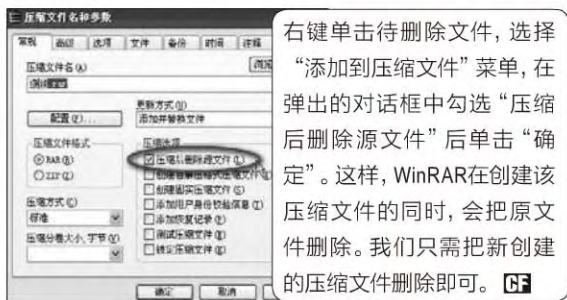 压缩文件名和参数
常规 高级 选项 文件 备份 时间 注释
压缩文件名(A)
配置(P)...
更新方式(U)
添加并替换文件
压缩文件格式
RAR(R)
ZIP(Z)
压缩选项
压缩后删除源文件(L)
创建固实压缩文件(S)
添加用户身份校验信息(I)
添加恢复记录(E)
测试压缩文件(T)
锁定压缩文件(K)
压缩方式(C)
标准
压缩分卷大小,字节(V)
确定 取消
右键单击待删除文件,选择
“添加到压缩文件”菜单,在
弹出的对话框中勾选“压缩
后删除源文件”后单击“确
定”。这样,WinRAR在创建该
压缩文件的同时,会把原文
件删除。我们只需把新创建
的压缩文件删除即可。